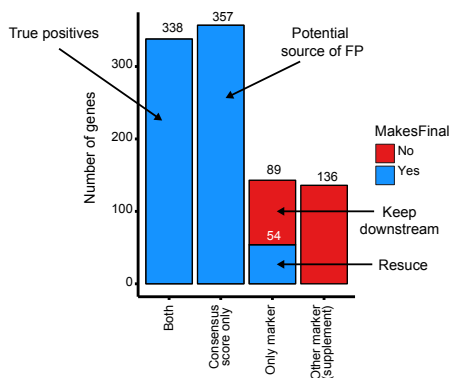 357
Potential
source of FP
True positives
338
300
Number of genes
200
100
0
MakesFinal
No
Yes
89
136
54
Keep
downstream
Resuce
Both
Consensus
score only
Only marker
Other marker
(supplement)